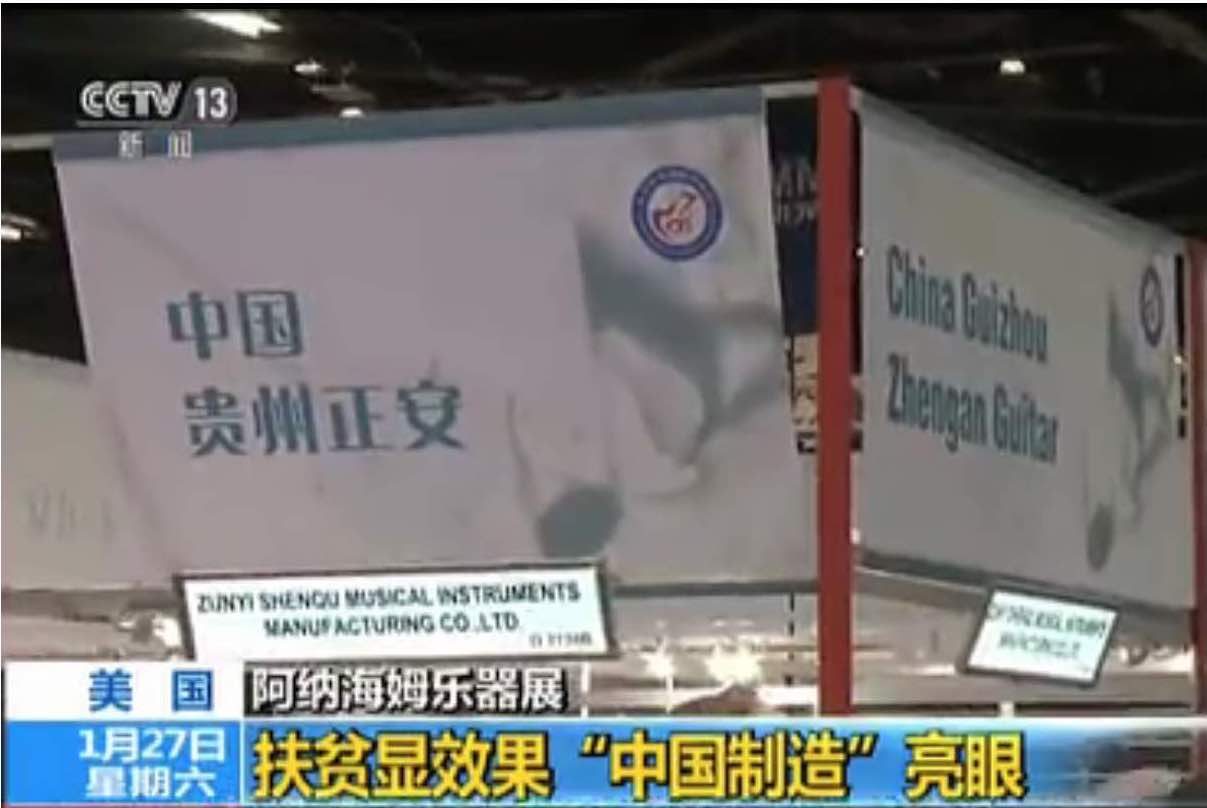 CCTV 13
新闻
中国
贵州正安
China Guizhou
Zhengan Guitar
ZUNYI SHENQU MUSICAL INSTRUMENTS
MANUFACTURING CO.,LTD
美国
阿纳海姆乐器展
1月27日
星期六
扶贫显效果“中国制造”亮眼